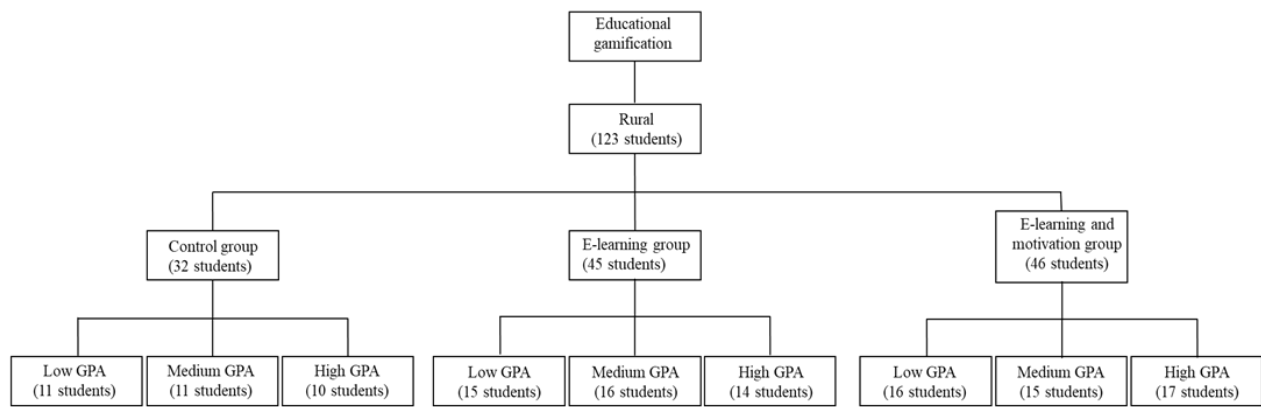 Educational
gamification
Rural
(123 students)
Control group
(32 students)
E-learning group
(45 students)
E-learning and
motivation group
(46 students)
Low GPA
(11 students)
Medium GPA
(11 students)
High GPA
(10 students)
Low GPA
(15 students)
Medium GPA
(16 students)
High GPA
(14 students)
Low GPA
(16 students)
Medium GPA
(15 students)
High GPA
(17 students)